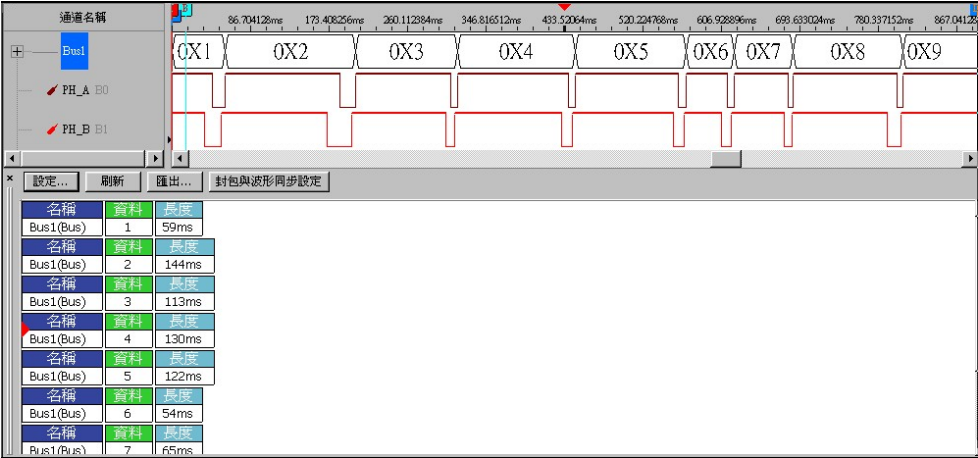 通道名稱
B
86.704128ms 173.408256ms 260.112384ms 346.816512ms 433.52064ms 520.224768ms 606.928896ms 693.633024ms 780.337152ms 867.04122
Bus1 0X1 0X2 0X3 0X4 0X5 0X6 0X7 0X8 0X9
PH_A B0
PH_B B1
設定... 刷新 匯出... 封包與波形同步設定
名稱 資料 長度
Bus1(Bus) 1 59ms
名稱 資料 長度
Bus1(Bus) 2 144ms
名稱 資料 長度
Bus1(Bus) 3 113ms
名稱 資料 長度
Bus1(Bus) 4 130ms
名稱 資料 長度
Bus1(Bus) 5 122ms
名稱 資料 長度
Bus1(Bus) 6 54ms
名稱 資料 長度
Bus1(Bus) 7 65ms